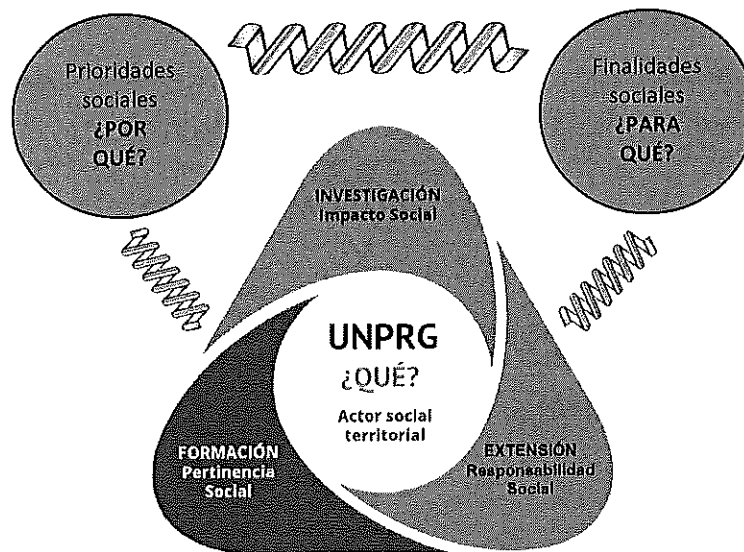 Prioridades
sociales
¿POR
QUÉ?
Finalidades
sociales
¿PARA
QUÉ?
INVESTIGACIÓN
Impacto Social
UNPRG
¿QUÉ?
Actor social
territorial
FORMACIÓN
Pertinencia
Social
EXTENSIÓN
Responsabilidad
Social